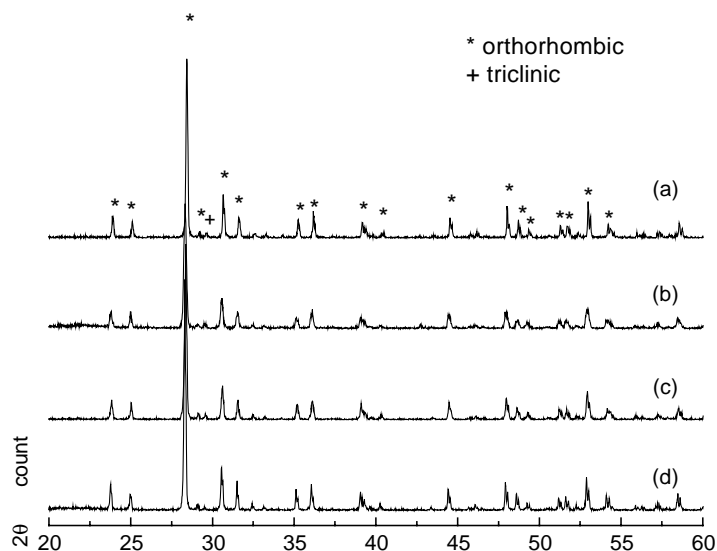 *
* orthorhombic
+ triclinic
* * * * + * * * * * * * * * * * * * *
(a)
(b)
(c)
(d)
count
2θ
20 25 30 35 40 45 50 55 60